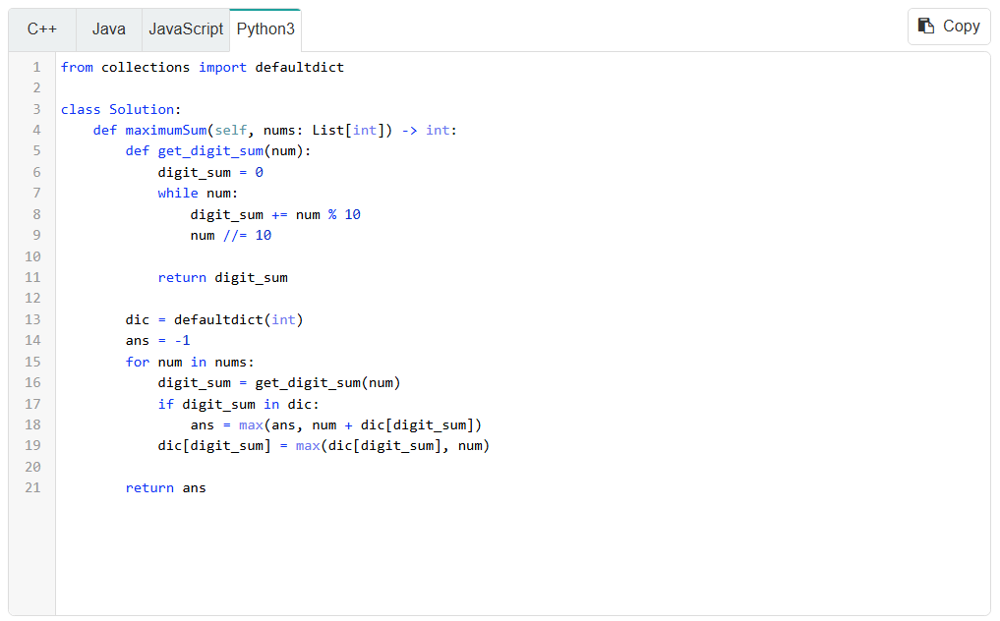 C++ Java JavaScript Python3 Copy
1 from collections import defaultdict
2
3 class Solution:
4     def maximumSum(self, nums: List[int]) -> int:
5         def get_digit_sum(num):
6             digit_sum = 0
7             while num:
8                 digit_sum += num % 10
9                 num //= 10
10
11             return digit_sum
12
13         dic = defaultdict(int)
14         ans = -1
15         for num in nums:
16             digit_sum = get_digit_sum(num)
17             if digit_sum in dic:
18                 ans = max(ans, num + dic[digit_sum])
19             dic[digit_sum] = max(dic[digit_sum], num)
20
21         return ans